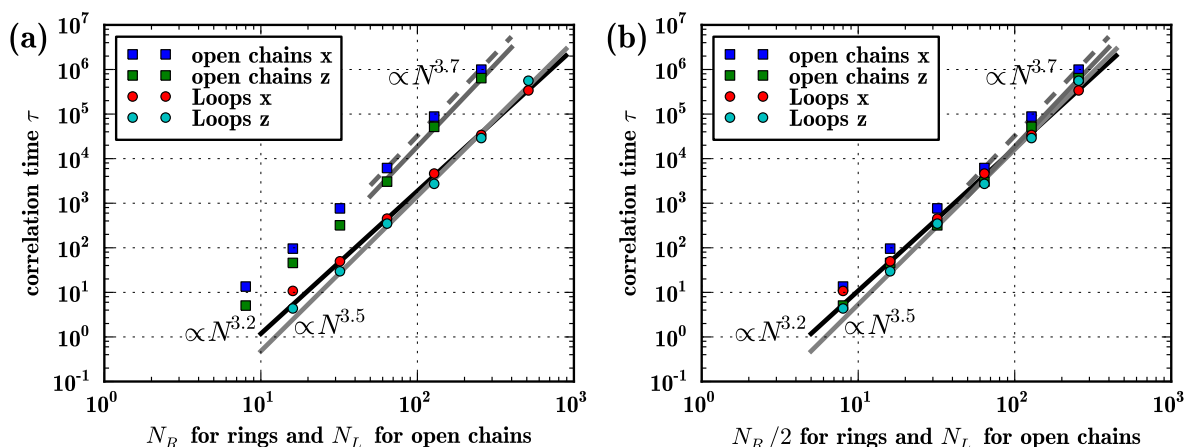 (a)
10^7
10^6
10^5
10^4
10^3
10^2
10^1
10^0
10^-1
correlation time τ
open chains x
open chains z
Loops x
Loops z
∝N^3.7
∝N^3.2
∝N^3.5
10^0 10^1 10^2 10^3
N_R for rings and N_L for open chains
(b)
10^7
10^6
10^5
10^4
10^3
10^2
10^1
10^0
10^-1
correlation time τ
open chains x
open chains z
Loops x
Loops z
∝N^3.7
∝N^3.2
∝N^3.5
10^0 10^1 10^2 10^3
N_R/2 for rings and N_L for open chains